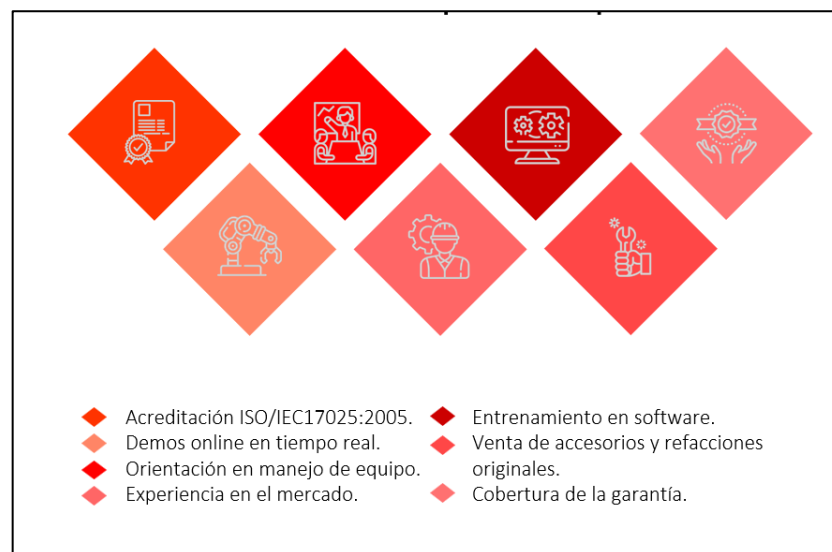 Acreditación ISO/IEC17025:2005.
Demos online en tiempo real.
Orientación en manejo de equipo.
Experiencia en el mercado.
Entrenamiento en software.
Venta de accesorios y refacciones
originales.
Cobertura de la garantía.